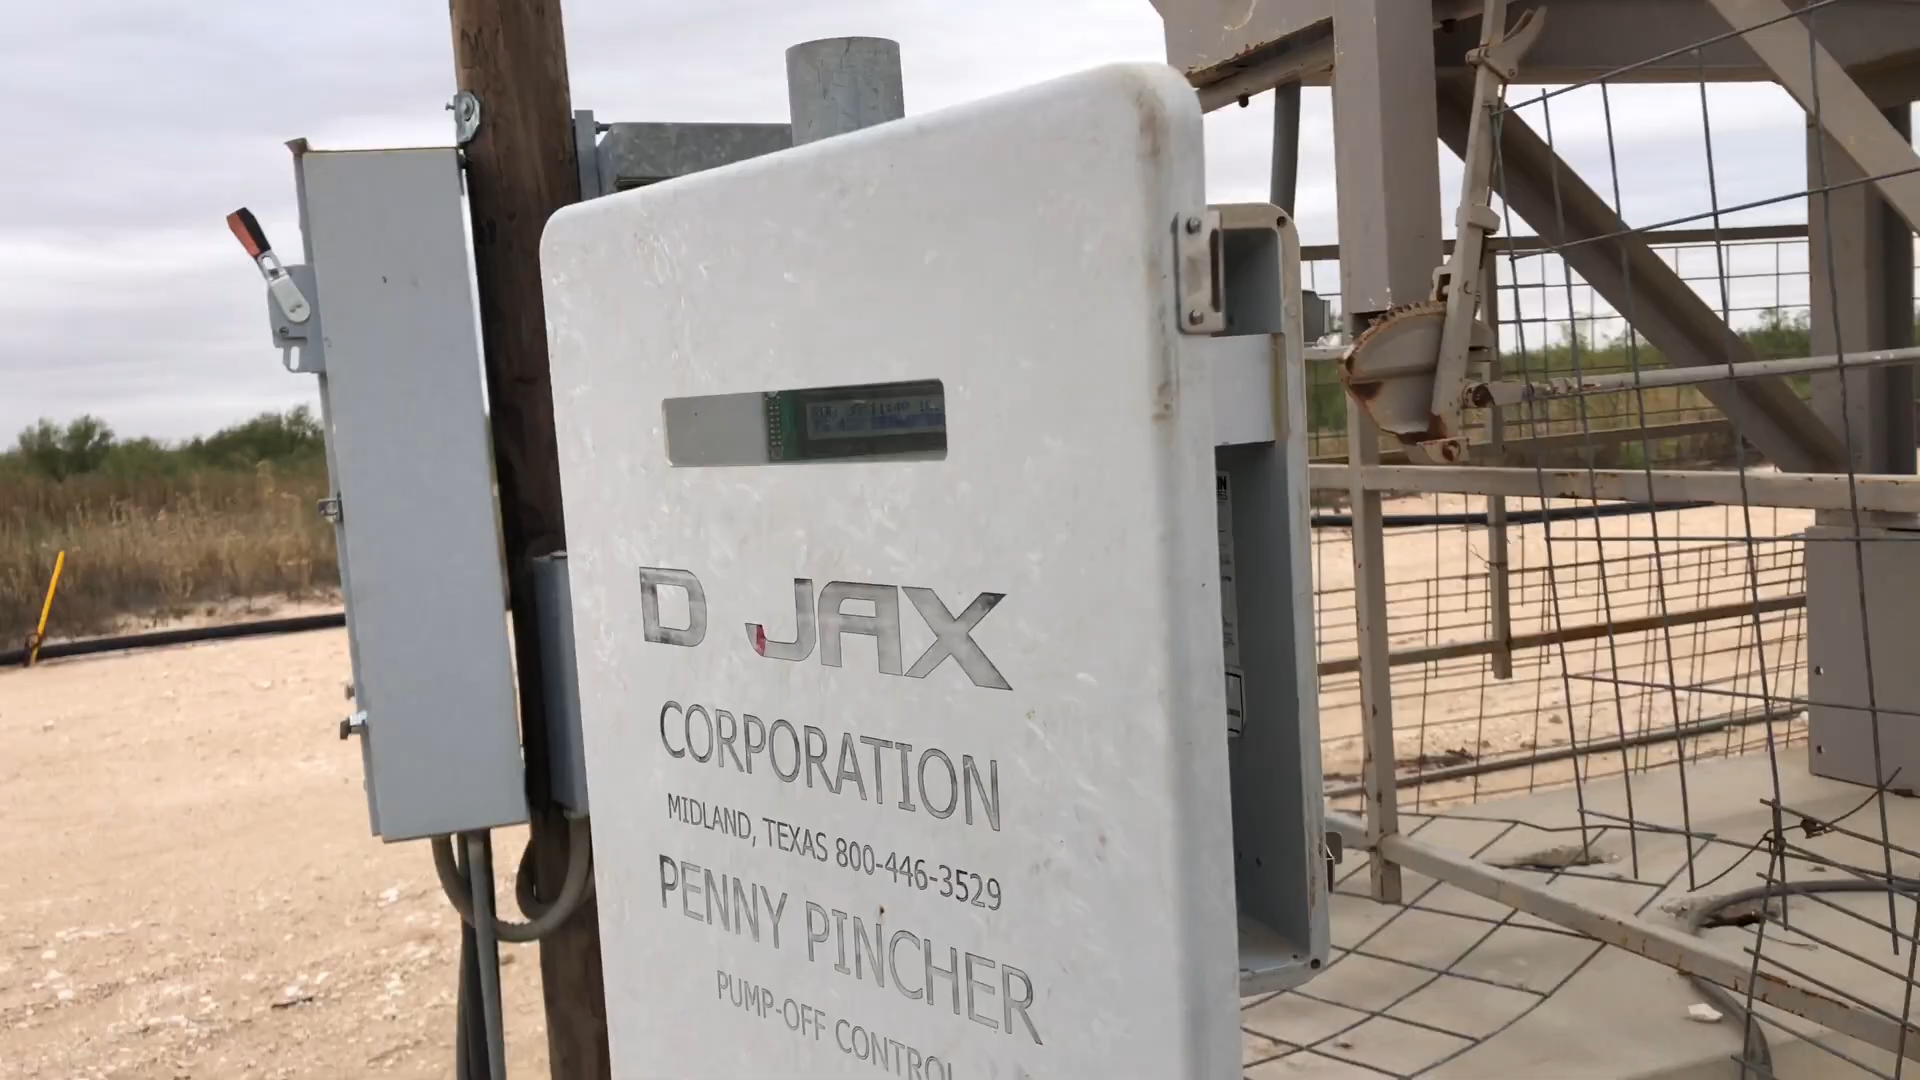 D JAX
CORPORATION
MIDLAND, TEXAS 800-446-3529
PENNY PINCHER
PUMP-OFF CONTROL